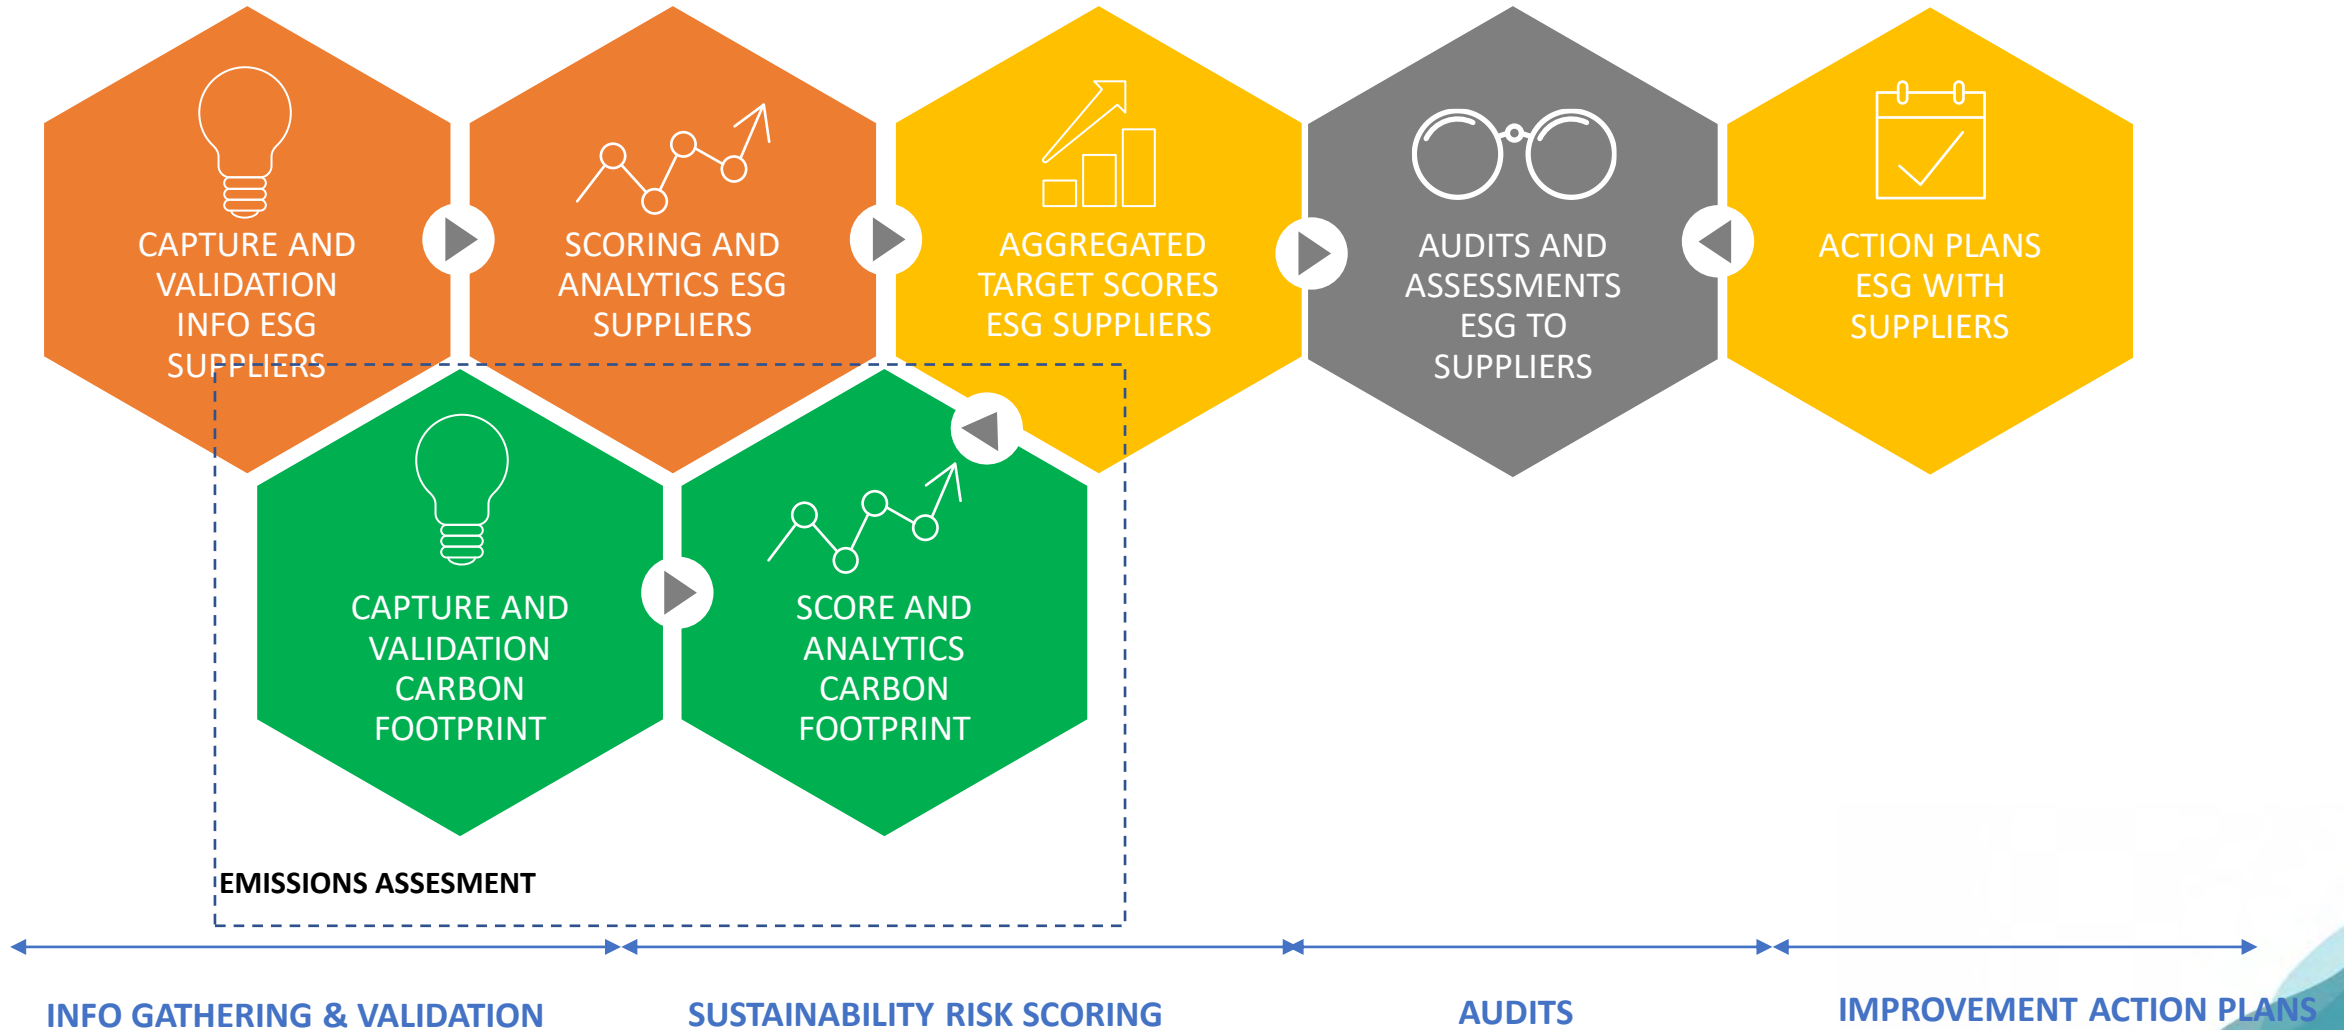 CAPTURE AND
VALIDATION
INFO ESG
SUPPLIERS
SCORING AND
ANALYTICS ESG
SUPPLIERS
AGGREGATED
TARGET SCORES
ESG SUPPLIERS
AUDITS AND
ASSESSMENTS
ESG TO
SUPPLIERS
ACTION PLANS
ESG WITH
SUPPLIERS
CAPTURE AND
VALIDATION
CARBON
FOOTPRINT
SCORE AND
ANALYTICS
CARBON
FOOTPRINT
EMISSIONS ASSESMENT
INFO GATHERING & VALIDATION
SUSTAINABILITY RISK SCORING
AUDITS
IMPROVEMENT ACTION PLANS